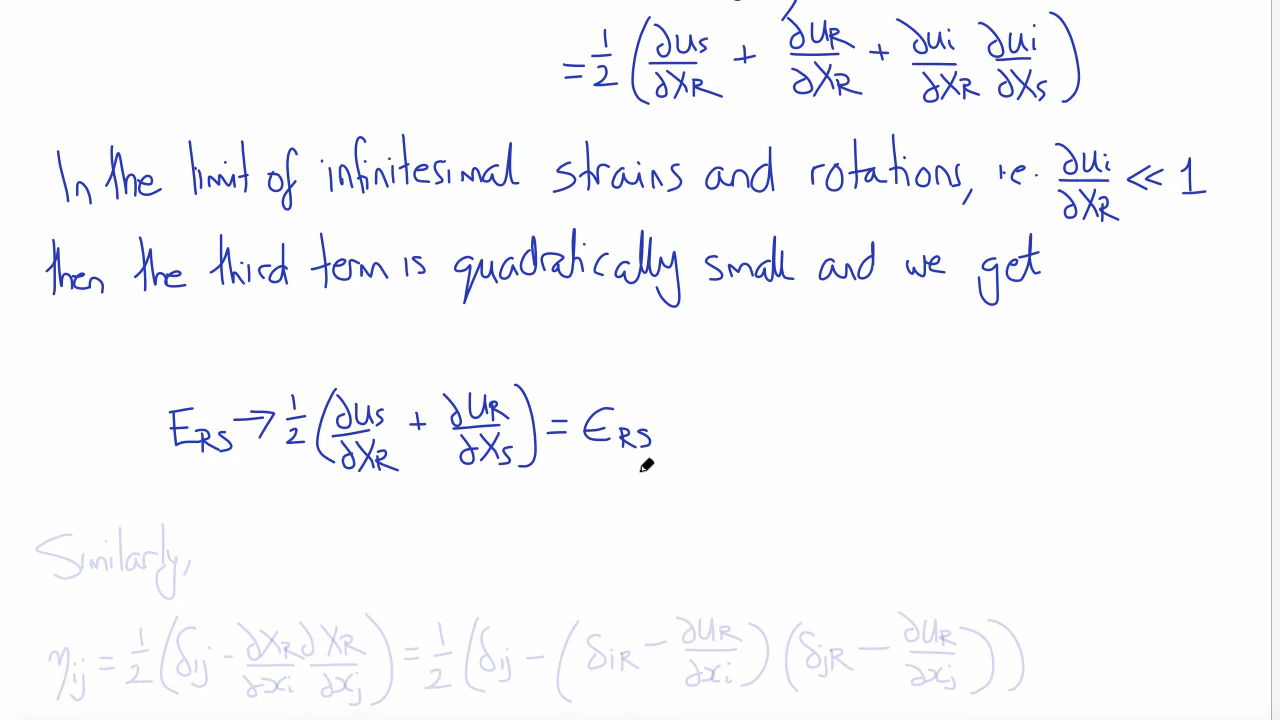 = 1/2 (∂us/∂XR + ∂UR/∂XR + ∂ui/∂XR ∂ui/∂Xs)
In the limit of infinitesimal strains and rotations, i.e. ∂ui/∂XR << 1
then the third term is quadratically small and we get
ERS → 1/2 (∂us/∂XR + ∂UR/∂Xs) = ϵRS
Similarly,
ηij = 1/2 (δij - ∂XR/∂xi ∂XR/∂xj) = 1/2 (δij - (δiR - ∂UR/∂xi)(δjR - ∂UR/∂xj))